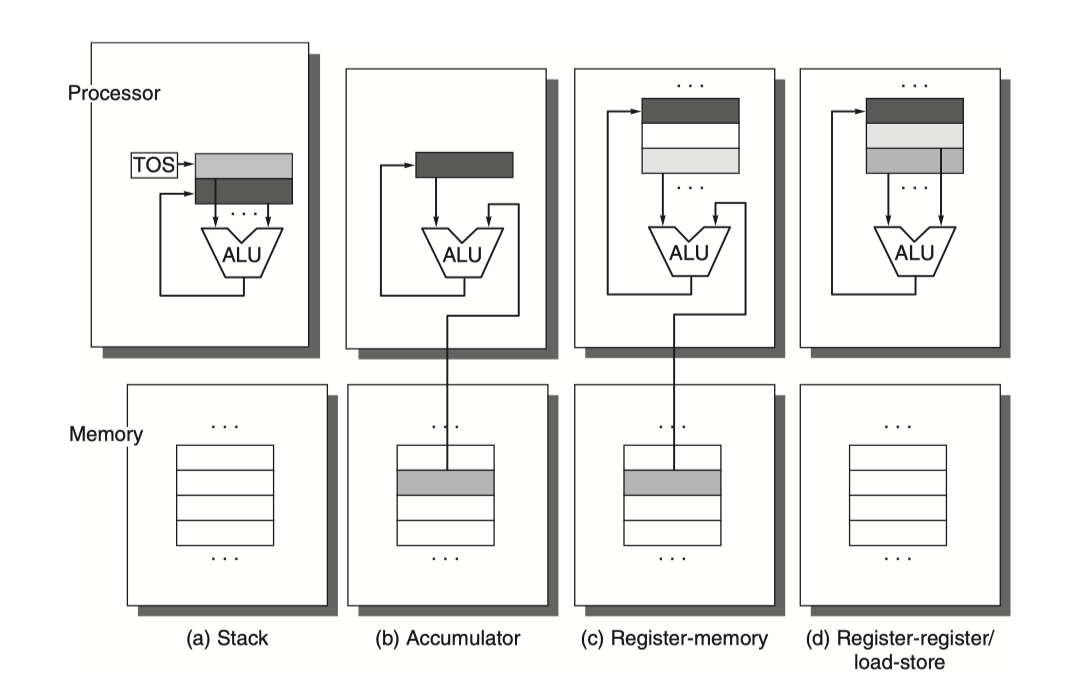 Processor
TOS
. . .
ALU
ALU
. . .
. . .
ALU
. . .
. . .
ALU
Memory
. . .
. . .
. . .
. . .
. . .
. . .
. . .
. . .
(a) Stack
(b) Accumulator
(c) Register-memory
(d) Register-register/
load-store